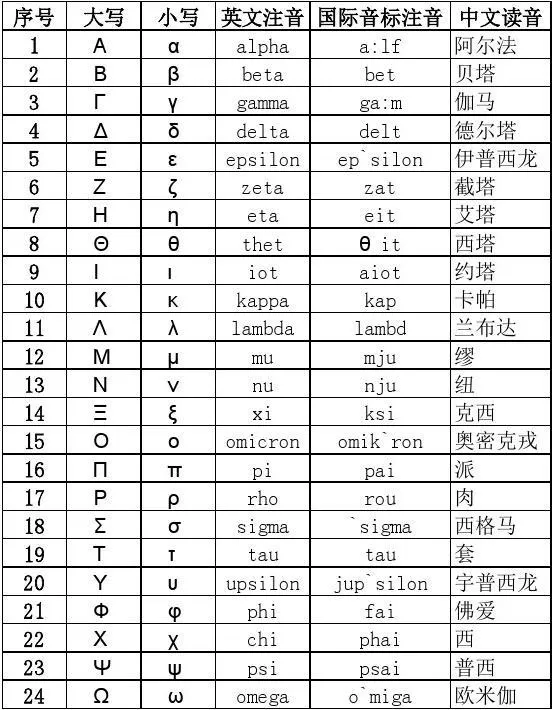 序号 大写 小写 英文注音 国际音标注音 中文读音
1 Α α alpha a:lf 阿尔法
2 Β β beta bet 贝塔
3 Γ γ gamma ga:m 伽马
4 Δ δ delta delt 德尔塔
5 Ε ε epsilon ep`silon 伊普西龙
6 Ζ ζ zeta zat 截塔
7 Η η eta eit 艾塔
8 Θ θ thet θit 西塔
9 Ι ι iot aiot 约塔
10 Κ κ kappa kap 卡帕
11 Λ λ lambda lambd 兰布达
12 Μ μ mu mju 缪
13 Ν ν nu nju 纽
14 Ξ ξ xi ksi 克西
15 Ο ο omicron omik`ron 奥密克戎
16 Π π pi pai 派
17 Ρ ρ rho rou 肉
18 Σ σ sigma `sigma 西格马
19 Τ τ tau tau 套
20 Υ υ upsilon jup`silon 宇普西龙
21 Φ φ phi fai 佛爱
22 Χ χ chi phai 西
23 Ψ ψ psi psai 普西
24 Ω ω omega o`miga 欧米伽